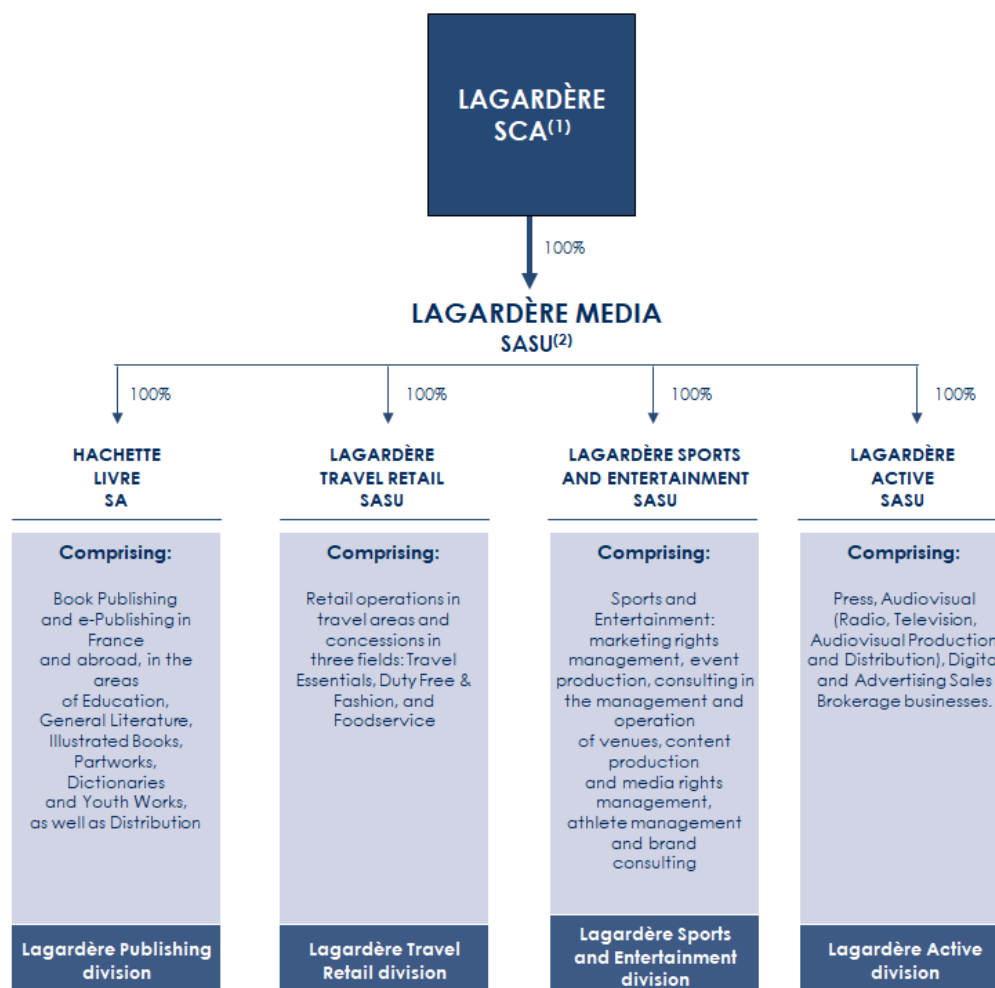 LAGARDÈRE
SCA(1)
100%
LAGARDÈRE MEDIA
SASU(2)
100%
100%
100%
100%
HACHETTE
LIVRE
SA
Comprising:
Book Publishing
and e-Publishing in
France
and abroad, in the
areas
of Education,
General Literature,
Illustrated Books,
Partworks,
Dictionaries
and Youth Works,
as well as Distribution
Lagardère Publishing
division
LAGARDÈRE
TRAVEL RETAIL
SASU
Comprising:
Retail operations in
travel areas and
concessions in
three fields: Travel
Essentials, Duty Free &
Fashion, and
Foodservice
Lagardère Travel
Retail division
LAGARDÈRE SPORTS
AND ENTERTAINMENT
SASU
Comprising:
Sports and
Entertainment:
marketing rights
management, event
production, consulting in
the management and
operation
of venues, content
production
and media rights
management,
athlete management
and brand
consulting
Lagardère Sports
and Entertainment
division
LAGARDÈRE
ACTIVE
SASU
Comprising:
Press, Audiovisual
(Radio, Television,
Audiovisual Production
and Distribution), Digital
and Advertising Sales
Brokerage businesses.
Lagardère Active
division